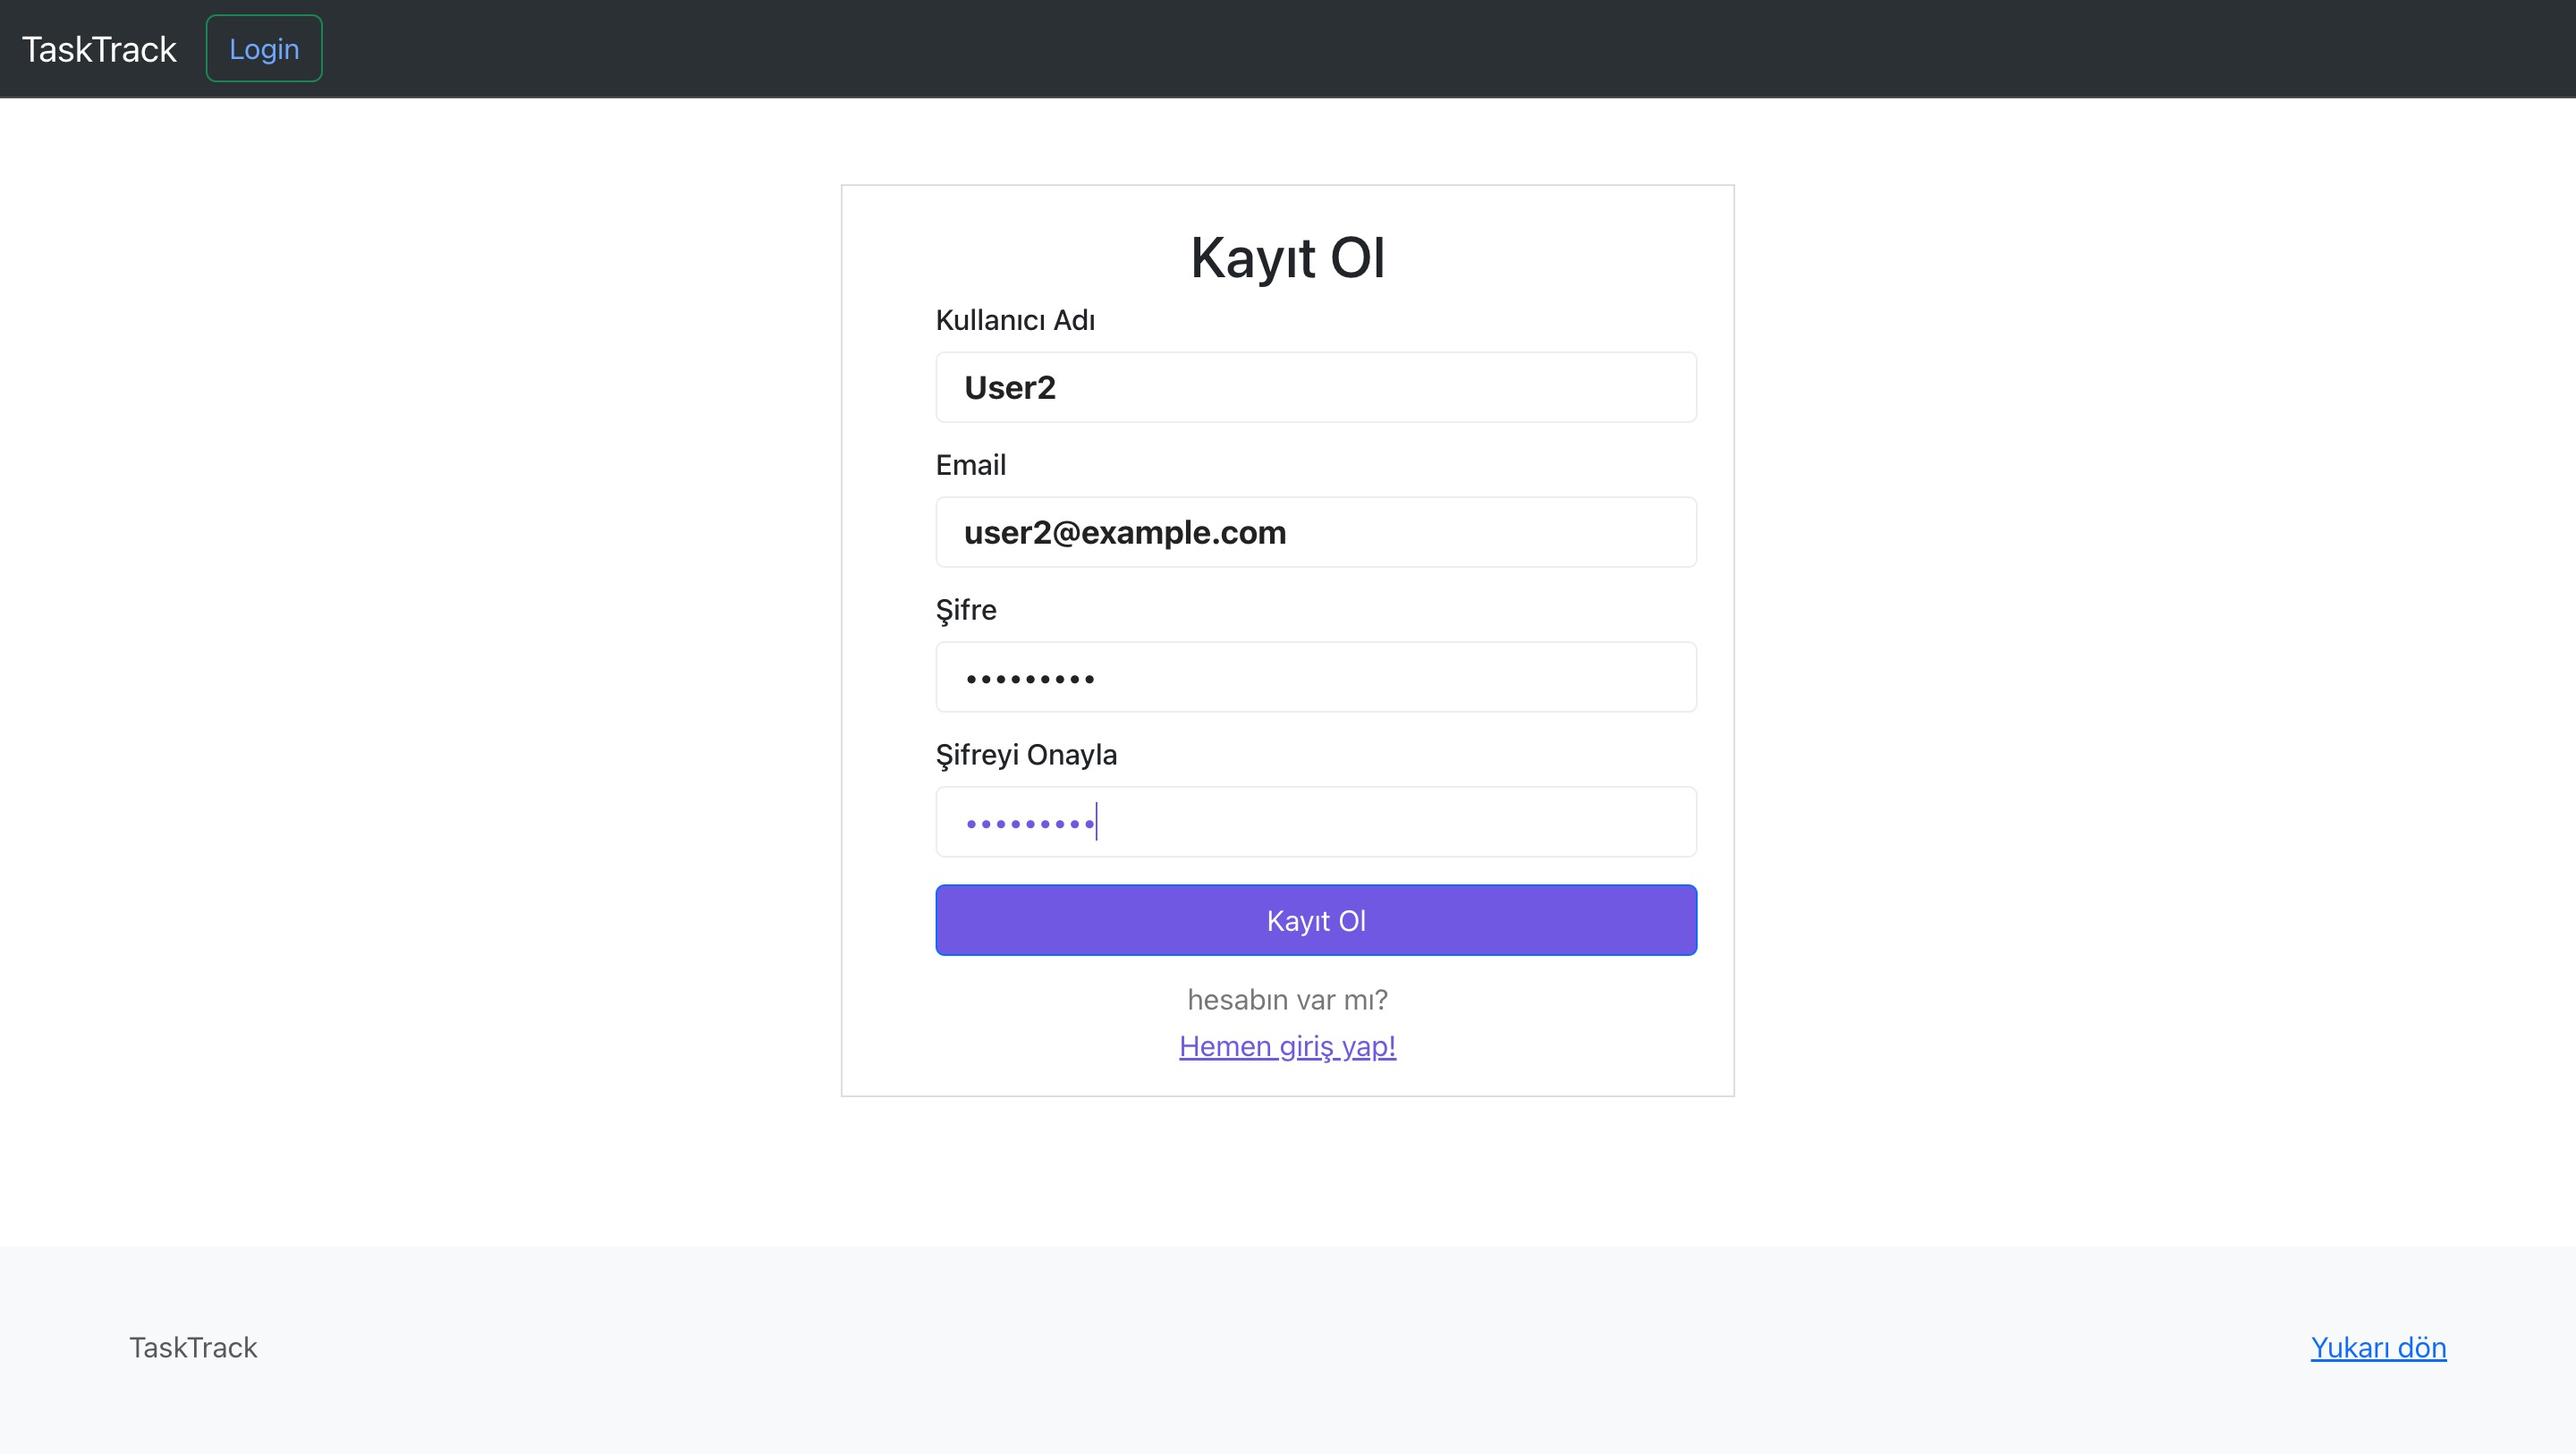 TaskTrack Login
Kayıt Ol
Kullanıcı Adı
User2
Email
user2@example.com
Şifre
•••••••••
Şifreyi Onayla
•••••••••
Kayıt Ol
hesabın var mı?
Hemen giriş yap!
TaskTrack
Yukarı dön